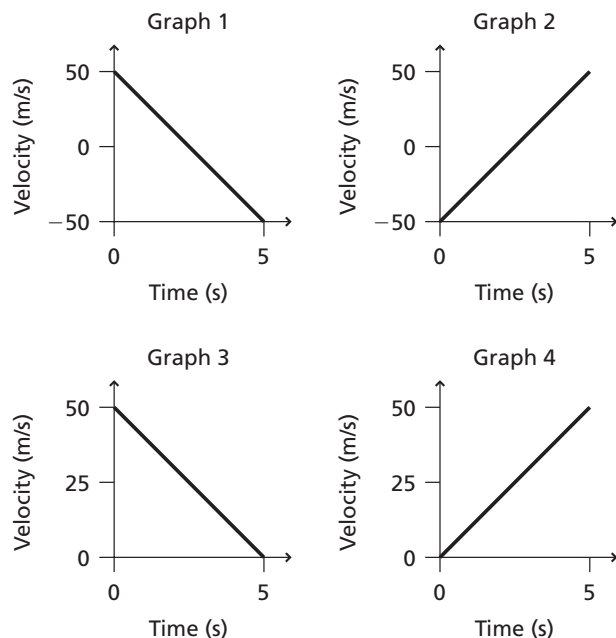 Graph 1
50
0
−50
Velocity (m/s)
0 5
Time (s)
Graph 2
50
0
−50
Velocity (m/s)
0 5
Time (s)
Graph 3
50
25
0
Velocity (m/s)
0 5
Time (s)
Graph 4
50
25
0
Velocity (m/s)
0 5
Time (s)